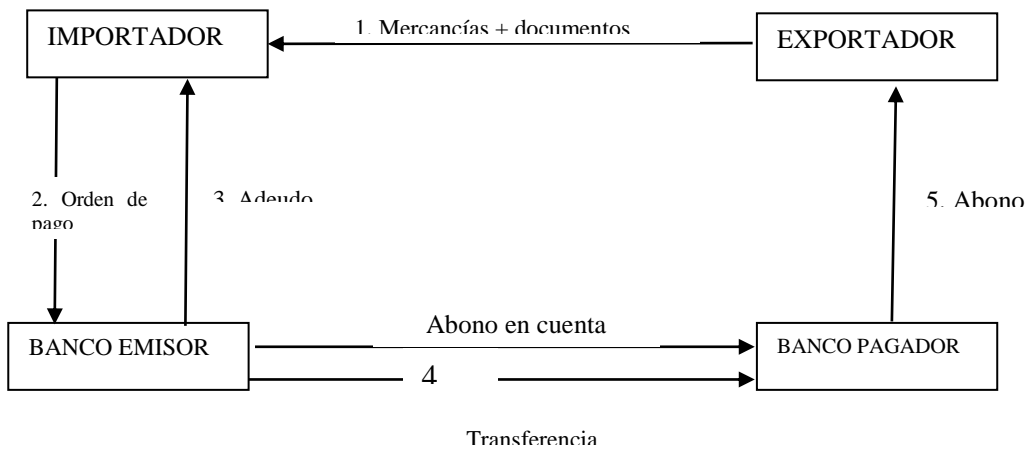 IMPORTADOR
1. Mercancías + documentos
EXPORTADOR
2. Orden de
pago
3. Adeudo
5. Abono
BANCO EMISOR
Abono en cuenta
BANCO PAGADOR
4
Transferencia